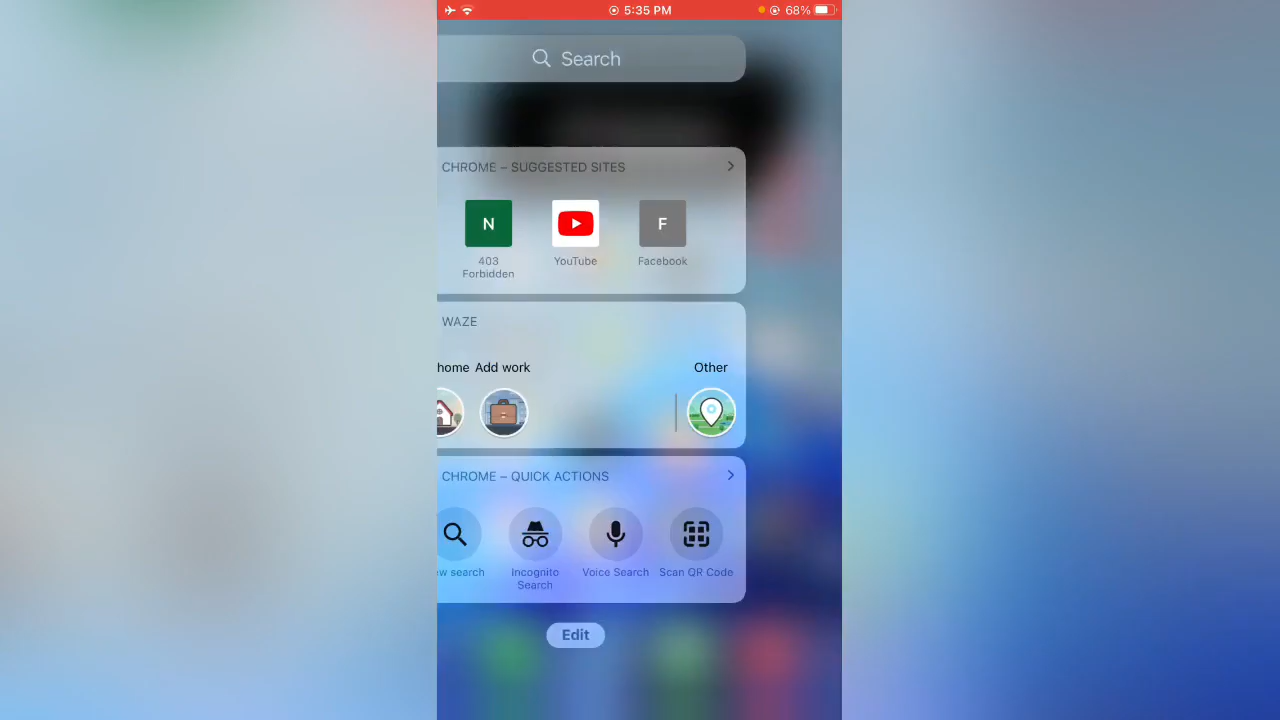 5:35 PM 68%
Search
CHROME – SUGGESTED SITES
N F
403 Forbidden YouTube Facebook
WAZE
home Add work Other
CHROME – QUICK ACTIONS
ew search Incognito Search Voice Search Scan QR Code
Edit